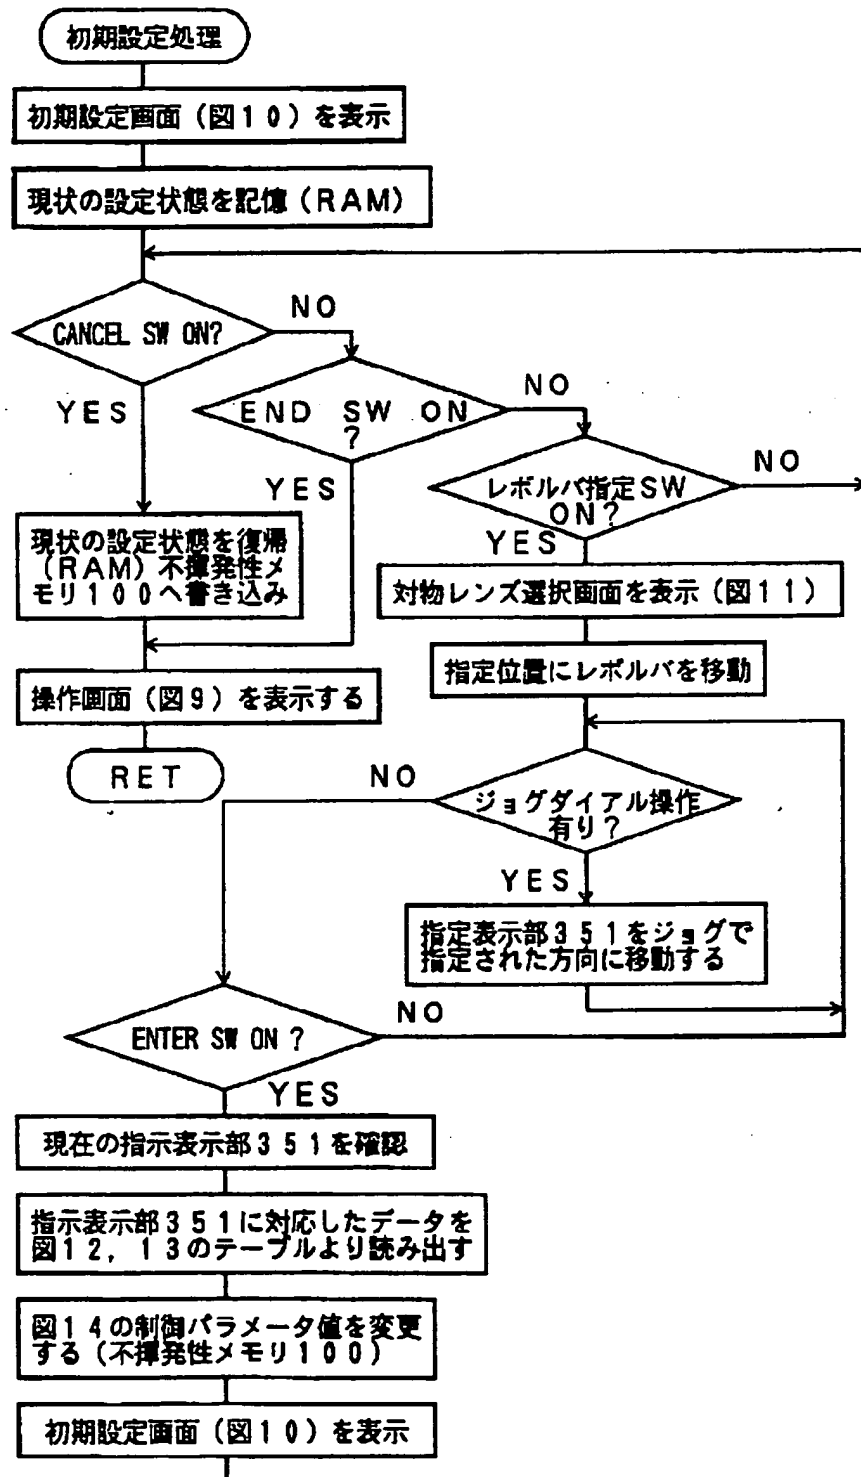 初期設定処理
初期設定画面（図１０）を表示
現状の設定状態を記憶（RAM）
CANCEL SW ON?
NO
YES
END SW ON
?
NO
YES
レボルバ指定SW
ON?
NO
YES
現状の設定状態を復帰
（RAM）不揮発性メ
モリ１００へ書き込み
対物レンズ選択画面を表示（図１１）
指定位置にレボルバを移動
操作画面（図９）を表示する
RET
ジョグダイアル操作
有り？
NO
YES
指定表示部３５１をジョグで
指定された方向に移動する
ENTER SW ON ?
NO
YES
現在の指示表示部３５１を確認
指示表示部３５１に対応したデータを
図１２，１３のテーブルより読み出す
図１４の制御パラメータ値を変更
する（不揮発性メモリ１００）
初期設定画面（図１０）を表示